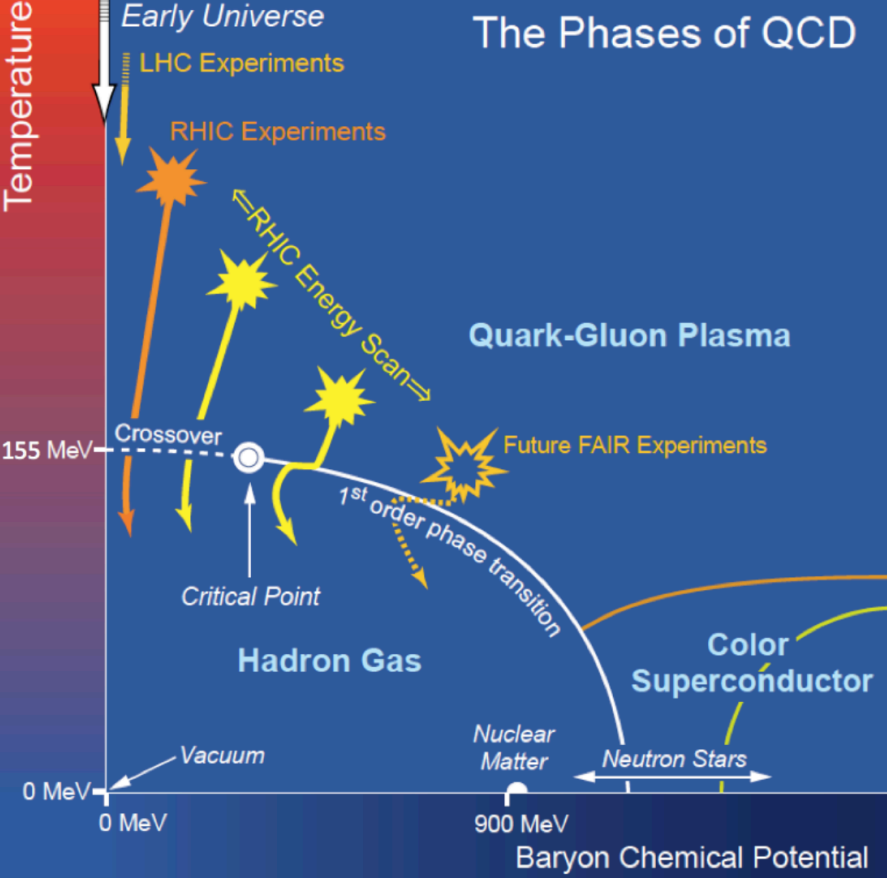 The Phases of QCD
Temperature
Early Universe
LHC Experiments
RHIC Experiments
⇐RHIC Energy Scan⇒
Quark-Gluon Plasma
155 MeV
Crossover
Future FAIR Experiments
1st order phase transition
Critical Point
Hadron Gas
Color
Superconductor
Vacuum
Nuclear
Matter
Neutron Stars
0 MeV
0 MeV
900 MeV
Baryon Chemical Potential